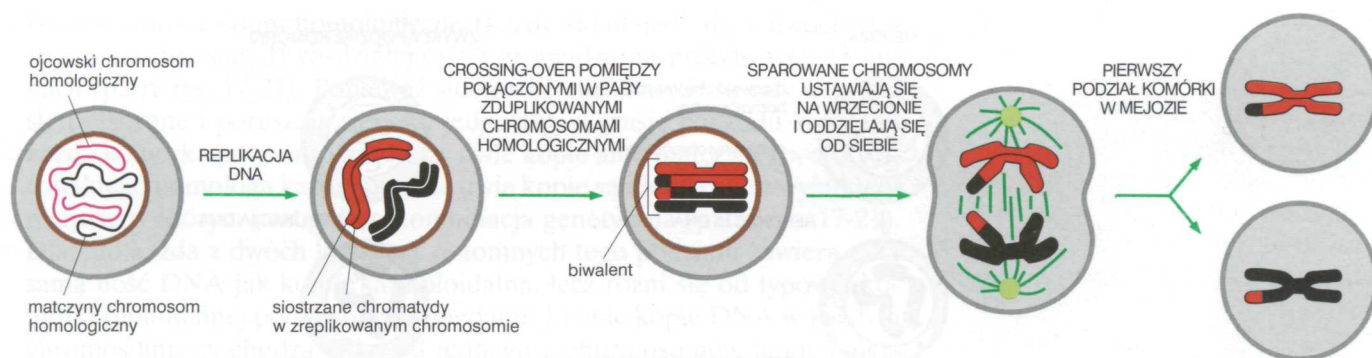 ojcowski chromosom
homologiczny
matczyny chromosom
homologiczny
REPLIKACJA
DNA
siostrzane chromatydy
w zreplikowanym chromosomie
CROSSING-OVER POMIĘDZY
POŁĄCZONYMI W PARY
ZDUPLIKOWANYMI
CHROMOSOMAMI
HOMOLOGICZNYMI
biwalent
SPAROWANE CHROMOSOMY
USTAWIAJĄ SIĘ
NA WRZECIONIE
I ODDZIELAJĄ SIĘ
OD SIEBIE
PIERWSZY
PODZIAŁ KOMÓRKI
W MEJOZIE